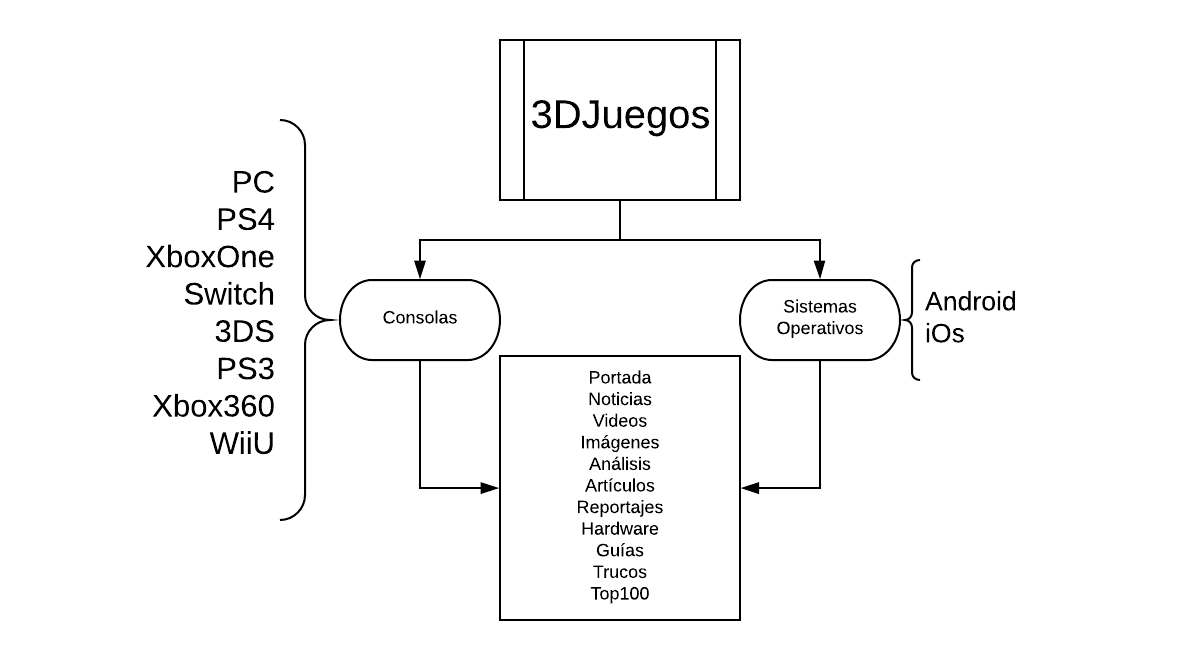 3DJuegos
PC
PS4
XboxOne
Switch
3DS
PS3
Xbox360
WiiU
Consolas
Sistemas
Operativos
Android
iOs
Portada
Noticias
Videos
Imágenes
Análisis
Artículos
Reportajes
Hardware
Guías
Trucos
Top100